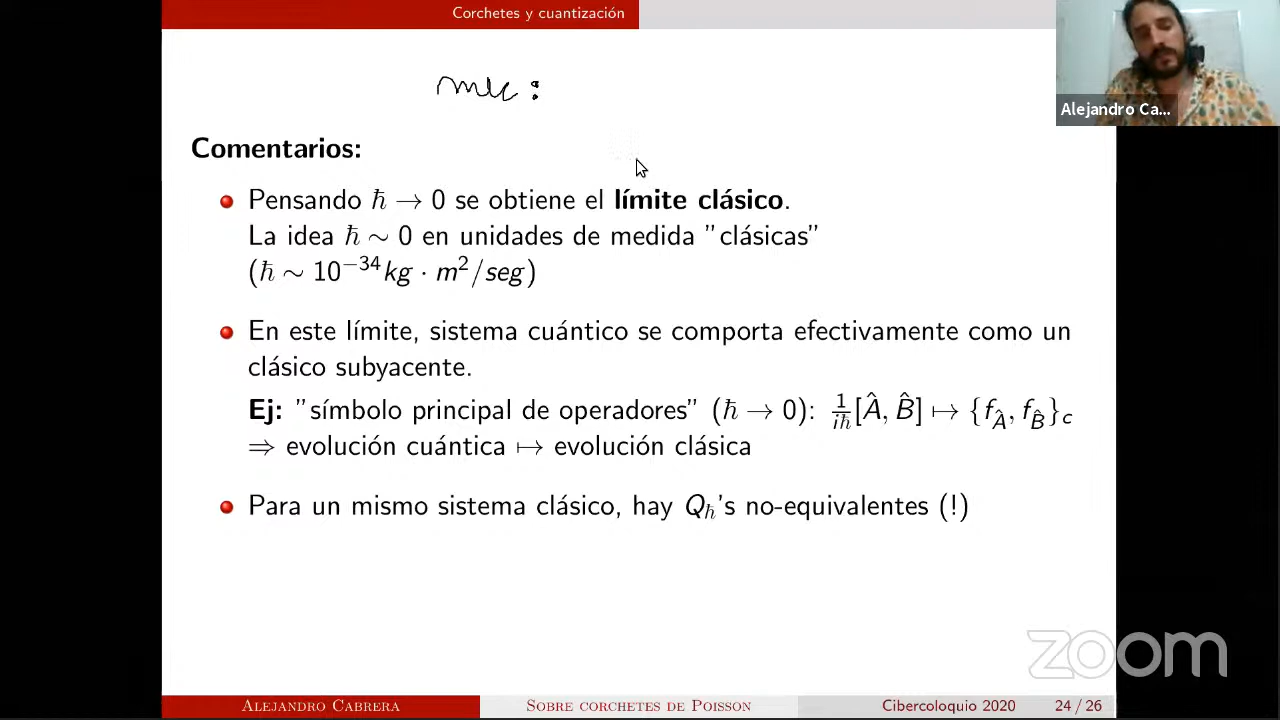 Corchetes y cuantización
Alejandro Ca...
Comentarios:
Pensando ℏ → 0 se obtiene el límite clásico.
La idea ℏ ∼ 0 en unidades de medida "clásicas"
(ℏ ∼ 10⁻³⁴kg · m²/seg)
En este límite, sistema cuántico se comporta efectivamente como un
clásico subyacente.
Ej: "símbolo principal de operadores" (ℏ → 0): 1/iℏ [Â, B̂] ↦ {f_Â, f_B̂}_c
⇒ evolución cuántica ↦ evolución clásica
Para un mismo sistema clásico, hay Q_ℏ's no-equivalentes (!)
zoom
Alejandro Cabrera Sobre corchetes de Poisson Cibercoloquio 2020 24 / 26